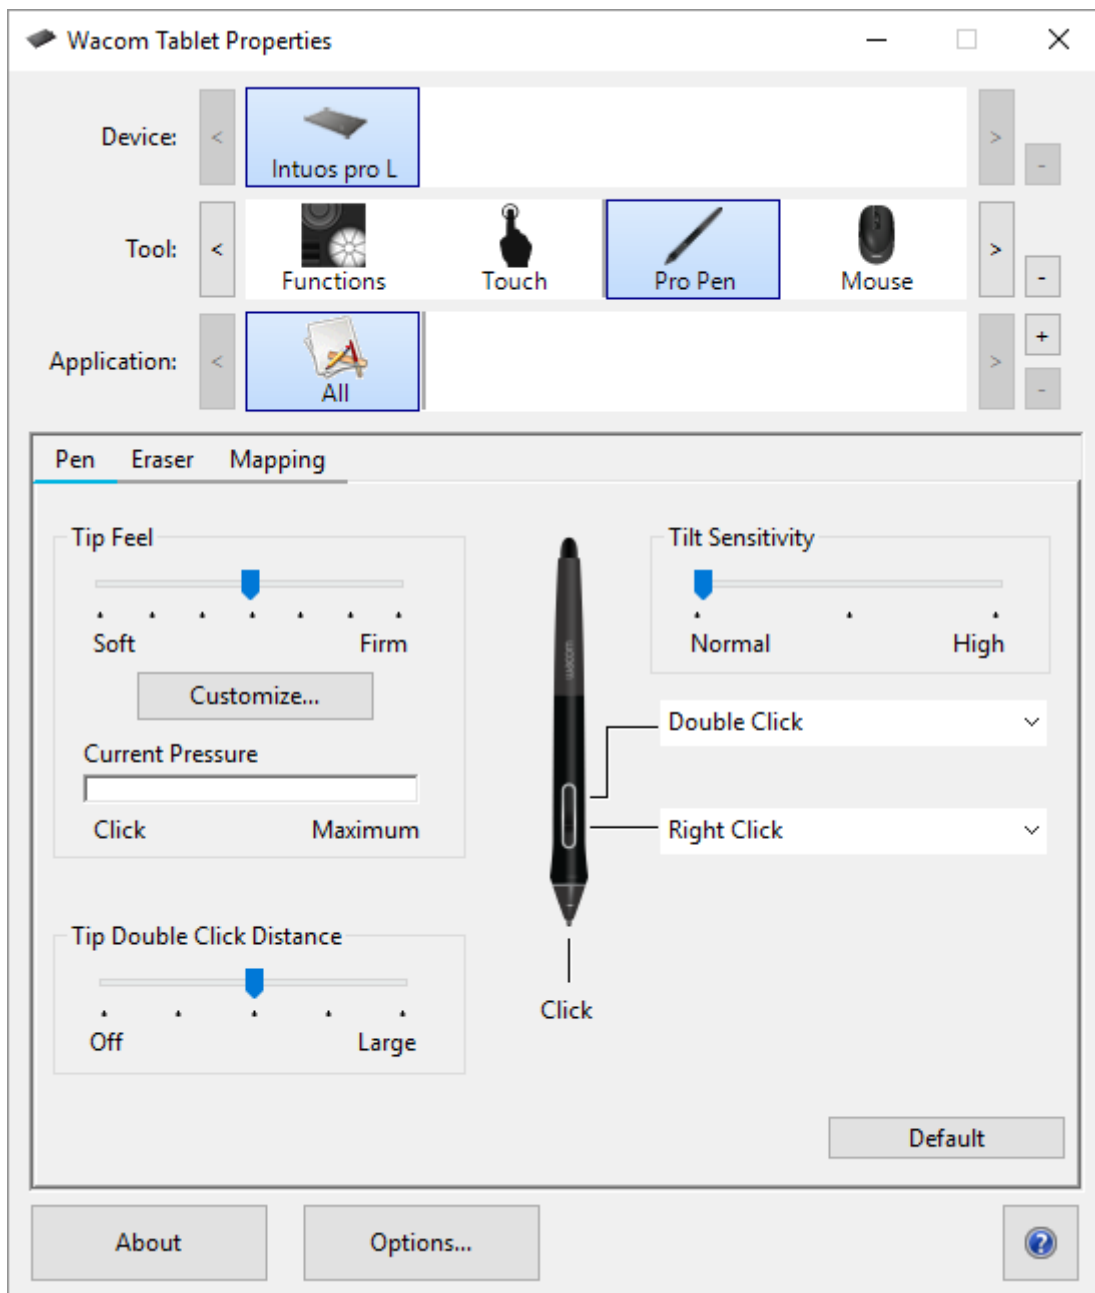 Wacom Tablet Properties
Device:
<
Intuos pro L
>
-
Tool:
<
Functions
Touch
Pro Pen
Mouse
>
-
Application:
<
All
>
+
-
Pen Eraser Mapping
Tip Feel
Soft Firm
Customize...
Current Pressure
Click Maximum
Tip Double Click Distance
Off Large
wacom
Click
Tilt Sensitivity
Normal High
Double Click
Right Click
Default
About
Options...
?